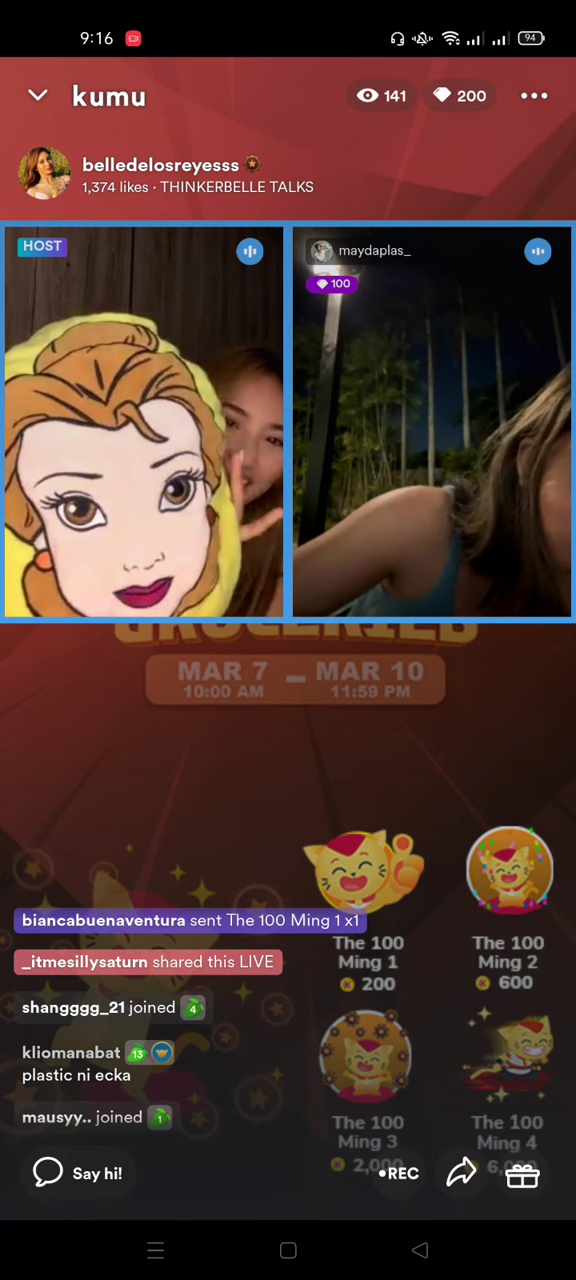 9:16
94
kumu
141
200
belledelosreyesss
1,374 likes · THINKERBELLE TALKS
HOST
maydaplas_
100
GROCERIES
MAR 7 – MAR 10
10:00 AM 11:59 PM
biancabuenaventura sent The 100 Ming 1 x1
_itmesillysaturn shared this LIVE
shangggg_21 joined 4
kliomanabat 13
plastic ni ecka
mausyy.. joined 1
The 100
Ming 1
200
The 100
Ming 2
600
The 100
Ming 3
The 100
Ming 4
Say hi!
•REC